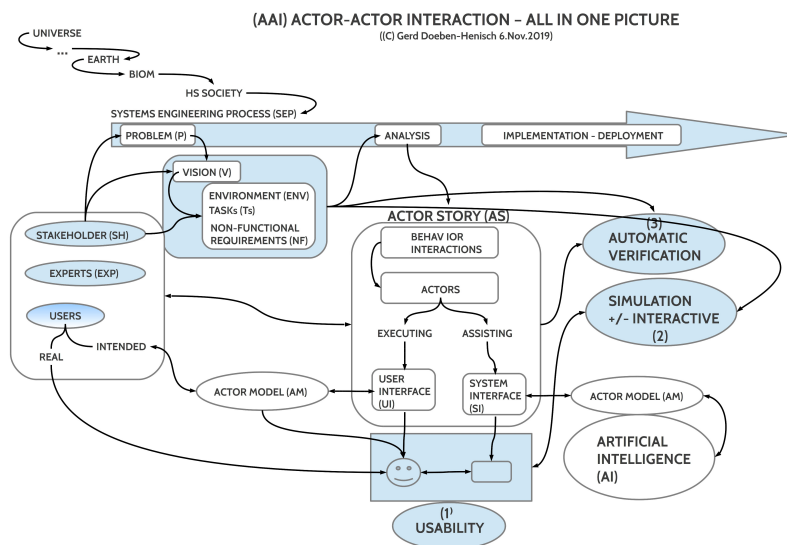 (AAI) ACTOR-ACTOR INTERACTION – ALL IN ONE PICTURE
((C) Gerd Doeben-Henisch 6.Nov.2019)
UNIVERSE
...
EARTH
BIOM
HS SOCIETY
SYSTEMS ENGINEERING PROCESS (SEP)
PROBLEM (P)
ANALYSIS
IMPLEMENTATION – DEPLOYMENT
VISION (V)
ENVIRONMENT (ENV)
TASKs (Ts)
NON-FUNCTIONAL
REQUIREMENTS (NF)
STAKEHOLDER (SH)
EXPERTS (EXP)
USERS
REAL
INTENDED
ACTOR STORY (AS)
BEHAV IOR
INTERACTIONS
ACTORS
EXECUTING
ASSISTING
USER
INTERFACE
(UI)
SYSTEM
INTERFACE
(SI)
(3)
AUTOMATIC
VERIFICATION
SIMULATION
+/- INTERACTIVE
(2)
ACTOR MODEL (AM)
ACTOR MODEL (AM)
ARTIFICIAL
INTELLIGENCE
(AI)
(1)
USABILITY